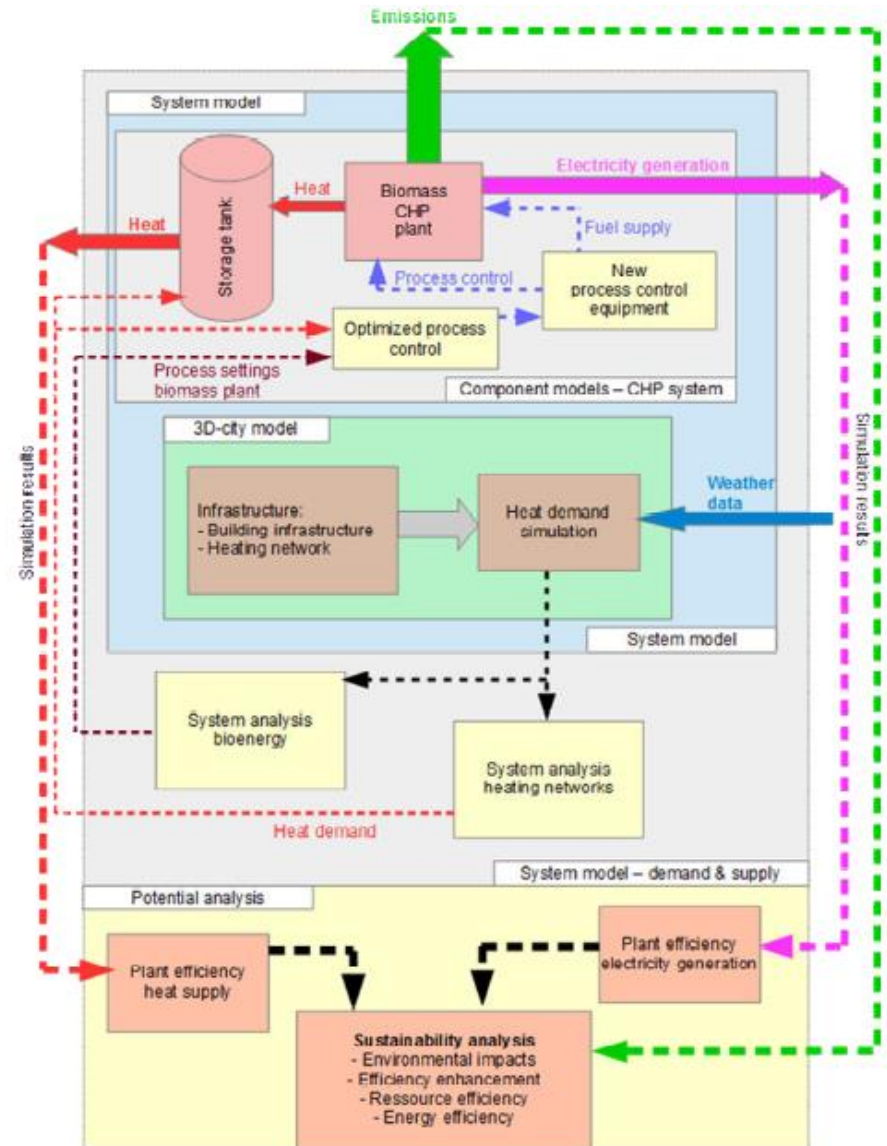 Emissions
System model
Electricity generation
Heat
Biomass
CHP
plant
Heat
Storage tank
Fuel supply
Process control
New
process control
equipment
Optimized process
control
Process settings
biomass plant
Component models – CHP system
3D-city model
Simulation results
Simulation results
Weather
data
Infrastructure:
- Building infrastructure
- Heating network
Heat demand
simulation
System model
System analysis
bioenergy
System analysis
heating networks
Heat demand
System model – demand & supply
Potential analysis
Plant efficiency
heat supply
Plant efficiency
electricity generation
Sustainability analysis
- Environmental impacts
- Efficiency enhancement
- Ressource efficiency
- Energy efficiency